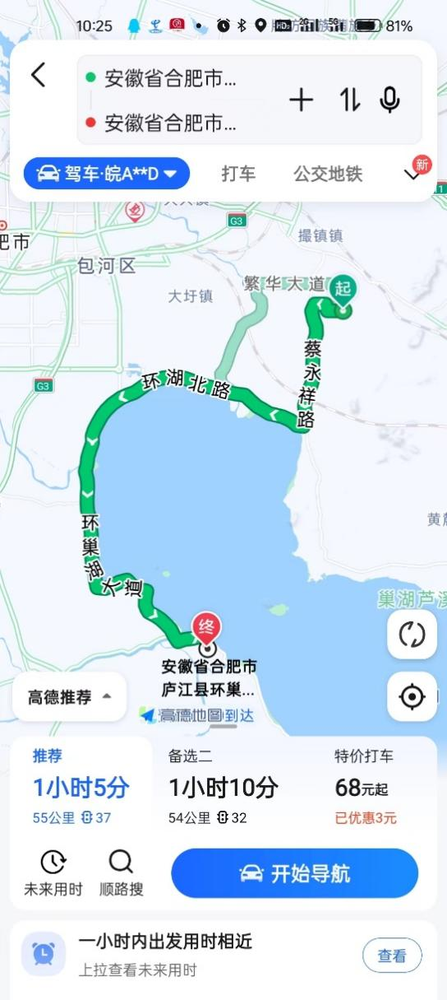 10:25
81%
安徽省合肥市...
安徽省合肥市...
驾车·皖A**D
打车
公交地铁
新
G3
撮镇镇
肥市
包河区
大圩镇
繁华大道
起
蔡永祥路
环湖北路
G3
环巢湖大道
巢湖芦溪
终
安徽省合肥市
庐江县环巢...
高德推荐
高德地图到达
推荐
1小时5分
55公里 37
备选二
1小时10分
54公里 32
特价打车
68元起
已优惠3元
未来用时
顺路搜
开始导航
一小时内出发用时相近
上拉查看未来用时
查看